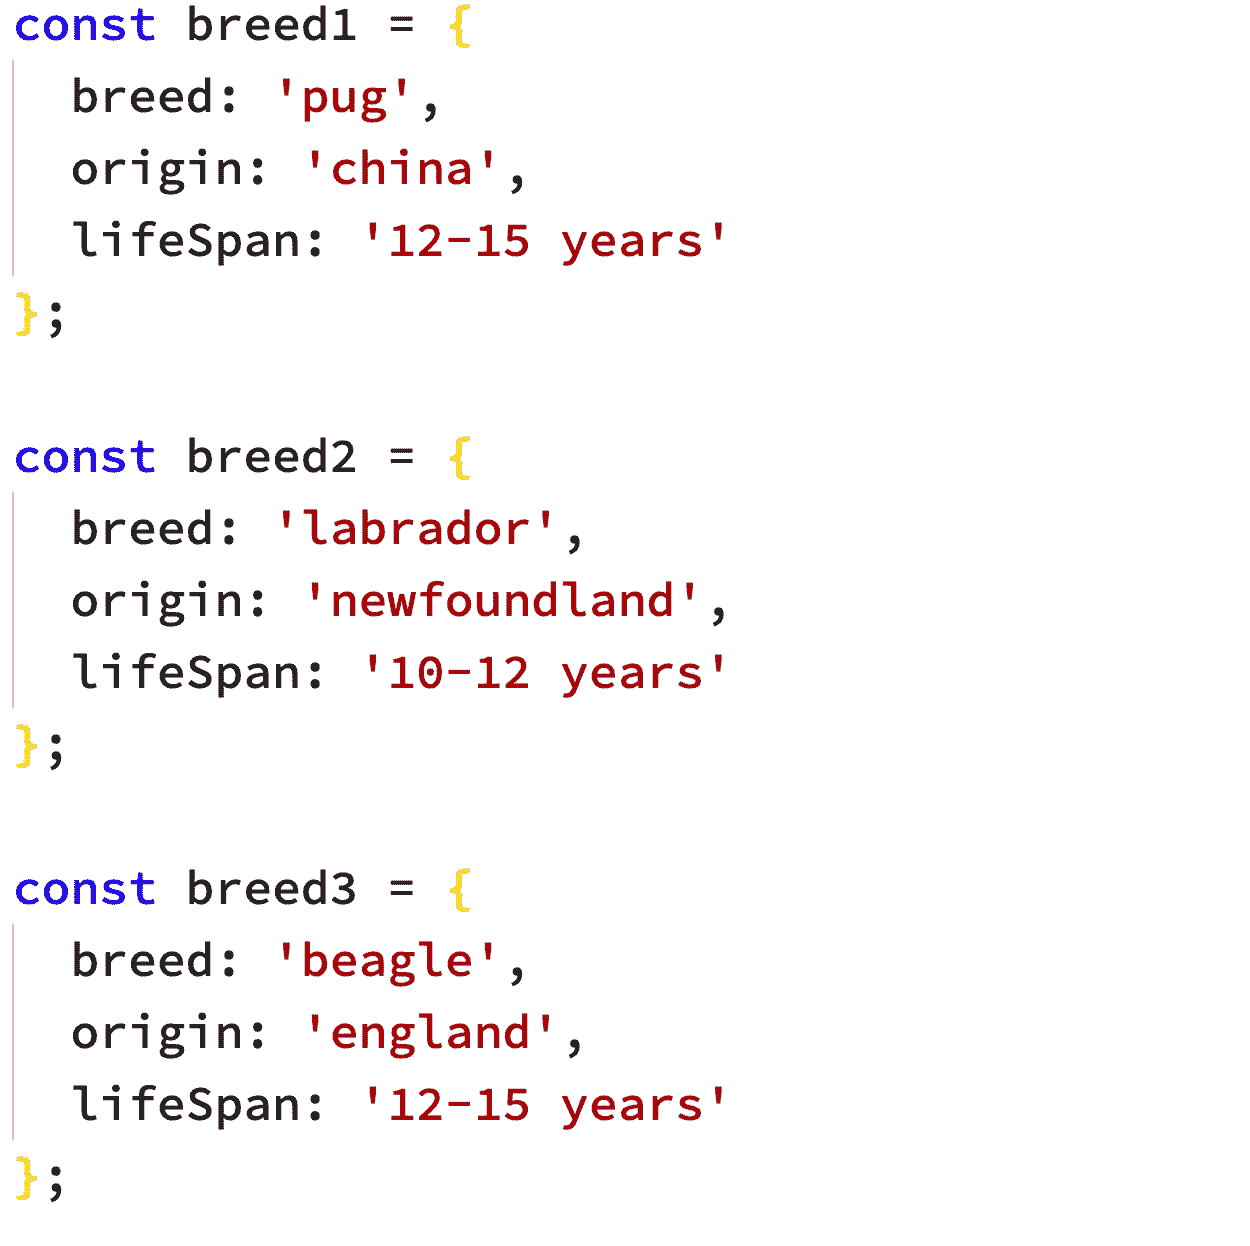 const breed1 = {
  breed: 'pug',
  origin: 'china',
  lifeSpan: '12-15 years'
};

const breed2 = {
  breed: 'labrador',
  origin: 'newfoundland',
  lifeSpan: '10-12 years'
};

const breed3 = {
  breed: 'beagle',
  origin: 'england',
  lifeSpan: '12-15 years'
};